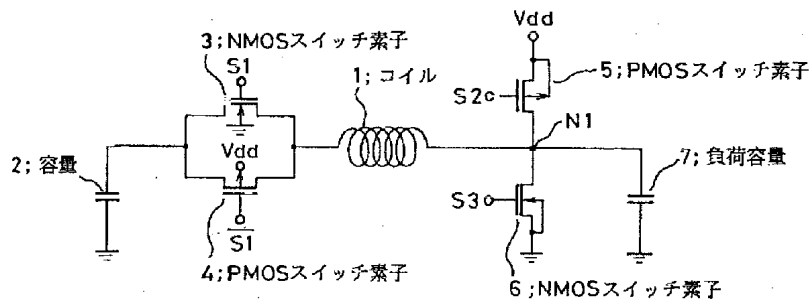 Vdd
3;NMOSスイッチ素子
S1
1;コイル
5;PMOSスイッチ素子
S2
N1
2;容量
Vdd
7;負荷容量
S3
S1
4;PMOSスイッチ素子
6;NMOSスイッチ素子